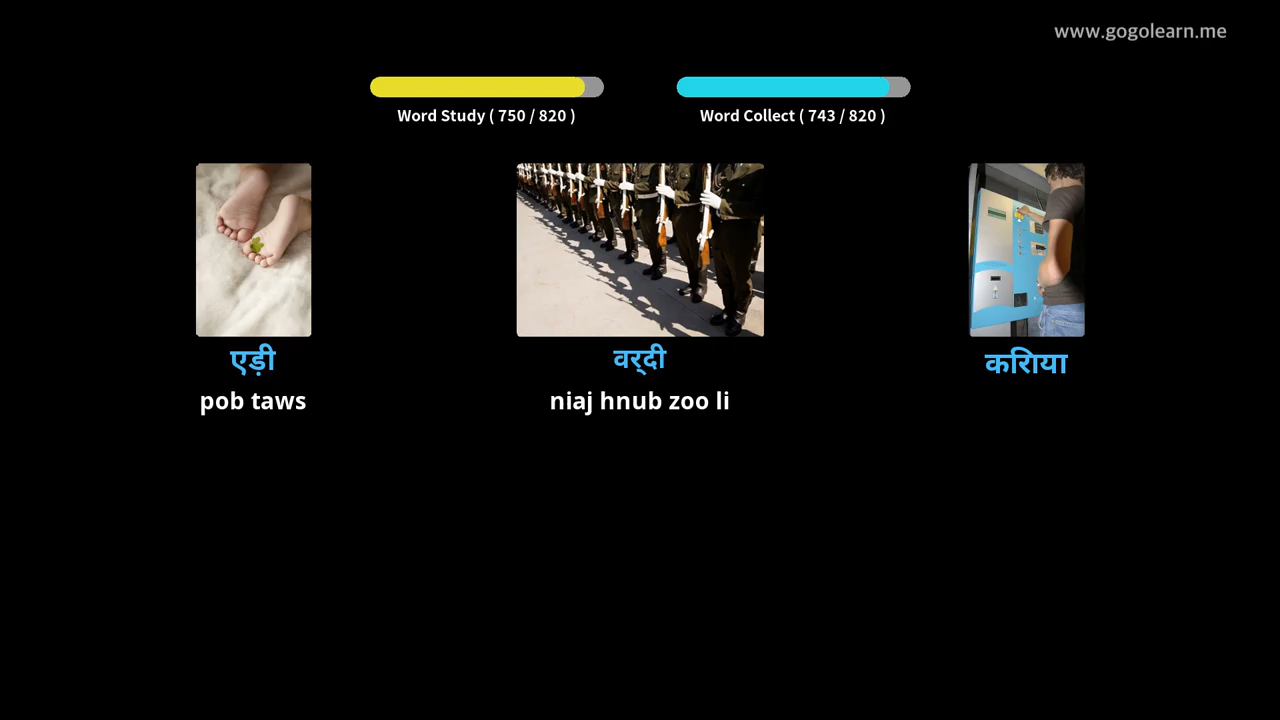 www.gogolearn.me
Word Study ( 750 / 820 )
Word Collect ( 743 / 820 )
एड़ी
वर्दी
किराया
pob taws
niaj hnub zoo li